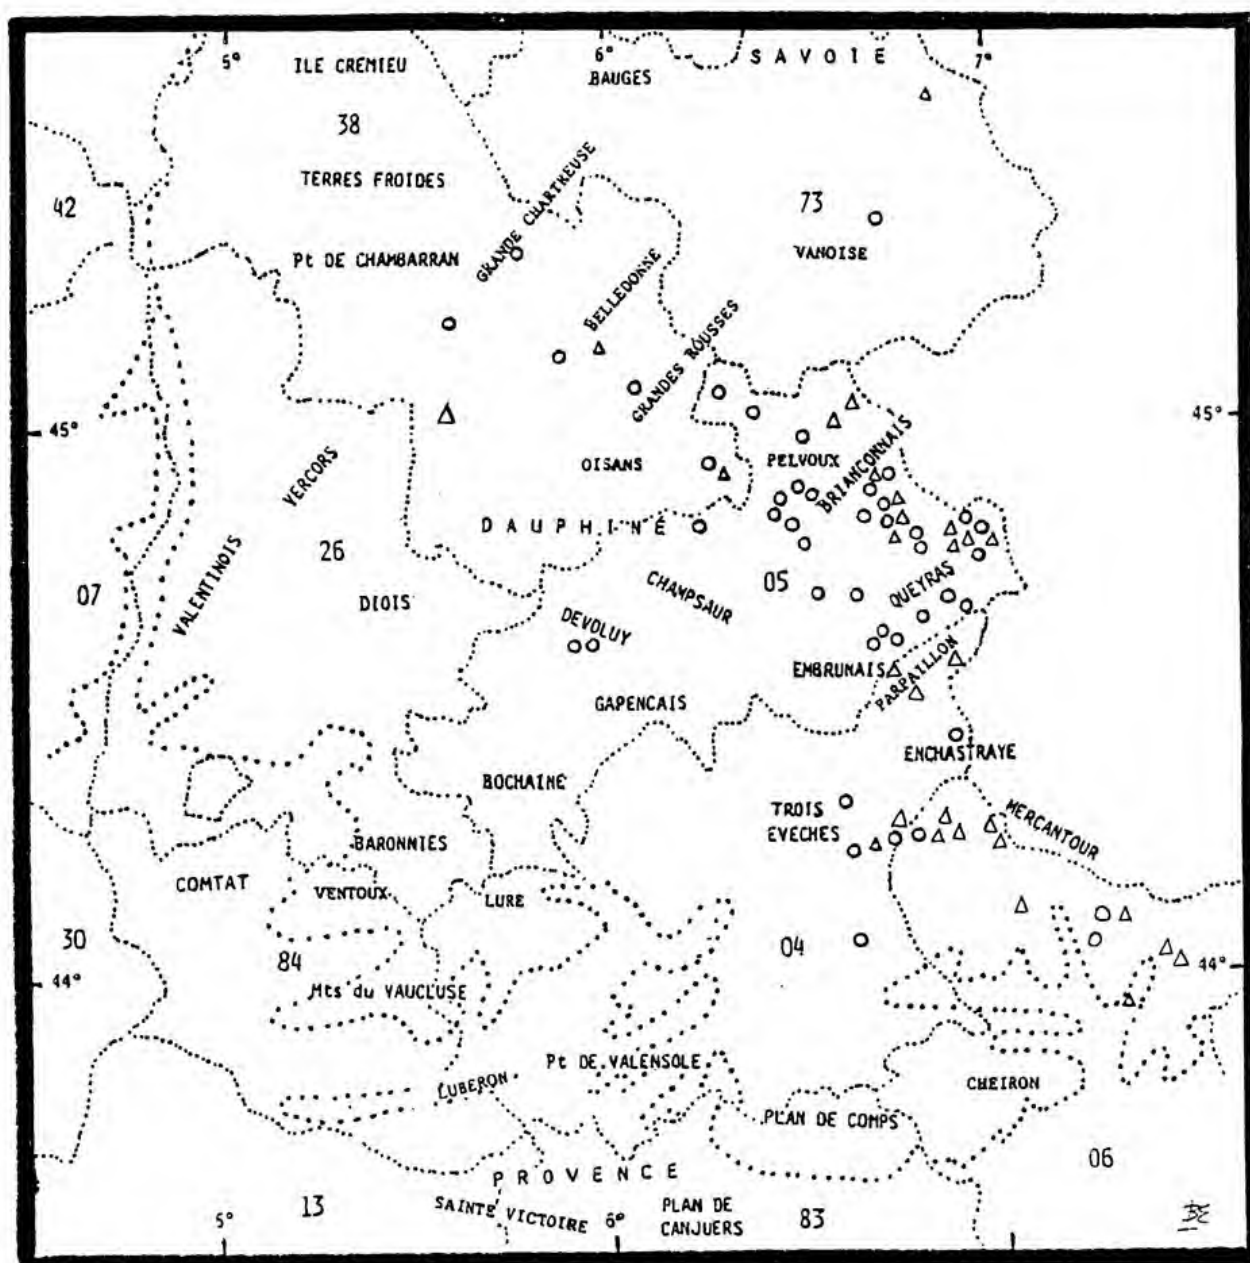 5°
6°
7°
ILE CREMIEU
BAUGES
S A V O I E
38
TERRES FROIDES
42
GRANDE CHARTREUSE
73
VANOISE
Pt DE CHAMBARRAN
BELLEDONNE
GRANDES ROUSSES
45°
45°
VERCORS
OISANS
PELVOUX
BRIANCONNAIS
D A U P H I N É
26
VALENTINOIS
07
DIOIS
CHAMPSAUR
05
QUEYRAS
DEVOLUY
EMBRUNAIS
PARPAILLON
GAPENCAIS
ENCHASTRAYE
BOCHAINE
TROIS
EVECHES
MERCANTOUR
BARONNIES
COMTAT
VENTOUX
LURE
30
84
04
44°
44°
Mts du VAUCLUSE
Pt DE VALENSOLE
LUBERON
CHEIRON
PLAN DE COMPS
06
P R O V E N C E
13
SAINTE VICTOIRE
PLAN DE
CANJUERS
83
5°
6°